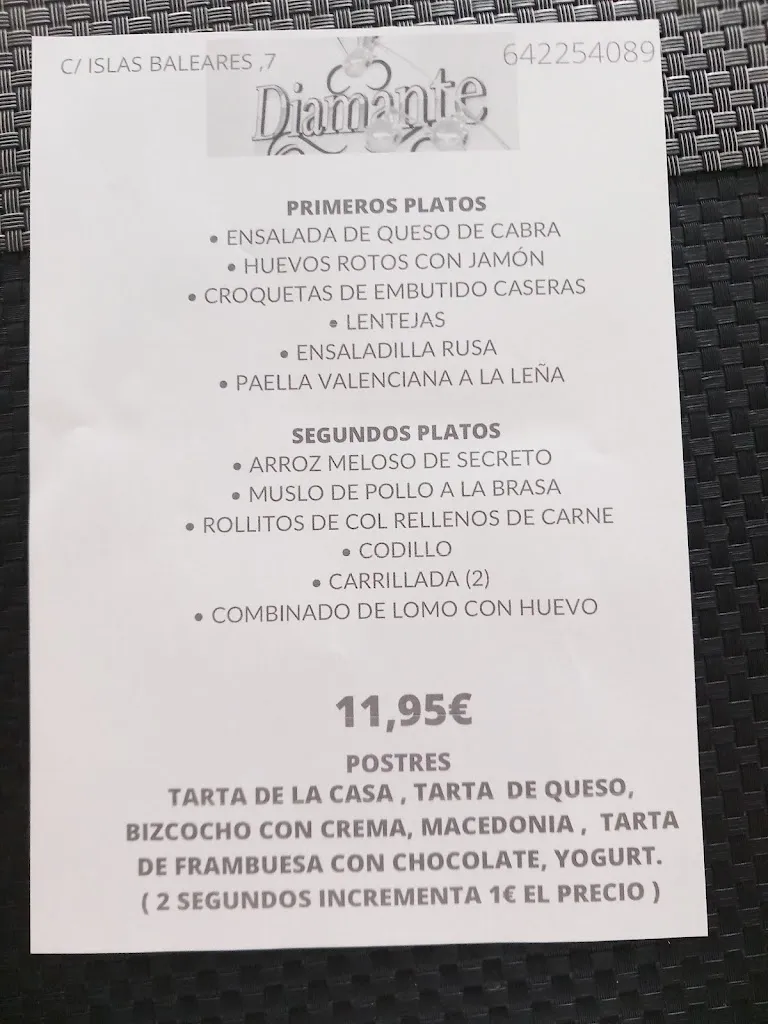 C/ ISLAS BALEARES ,7
642254089
Diamante
PRIMEROS PLATOS
• ENSALADA DE QUESO DE CABRA
• HUEVOS ROTOS CON JAMÓN
• CROQUETAS DE EMBUTIDO CASERAS
• LENTEJAS
• ENSALADILLA RUSA
• PAELLA VALENCIANA A LA LEÑA
SEGUNDOS PLATOS
• ARROZ MELOSO DE SECRETO
• MUSLO DE POLLO A LA BRASA
• ROLLITOS DE COL RELLENOS DE CARNE
• CODILLO
• CARRILLADA (2)
• COMBINADO DE LOMO CON HUEVO
11,95€
POSTRES
TARTA DE LA CASA , TARTA DE QUESO,
BIZCOCHO CON CREMA, MACEDONIA , TARTA
DE FRAMBUESA CON CHOCOLATE, YOGURT.
( 2 SEGUNDOS INCREMENTA 1€ EL PRECIO )